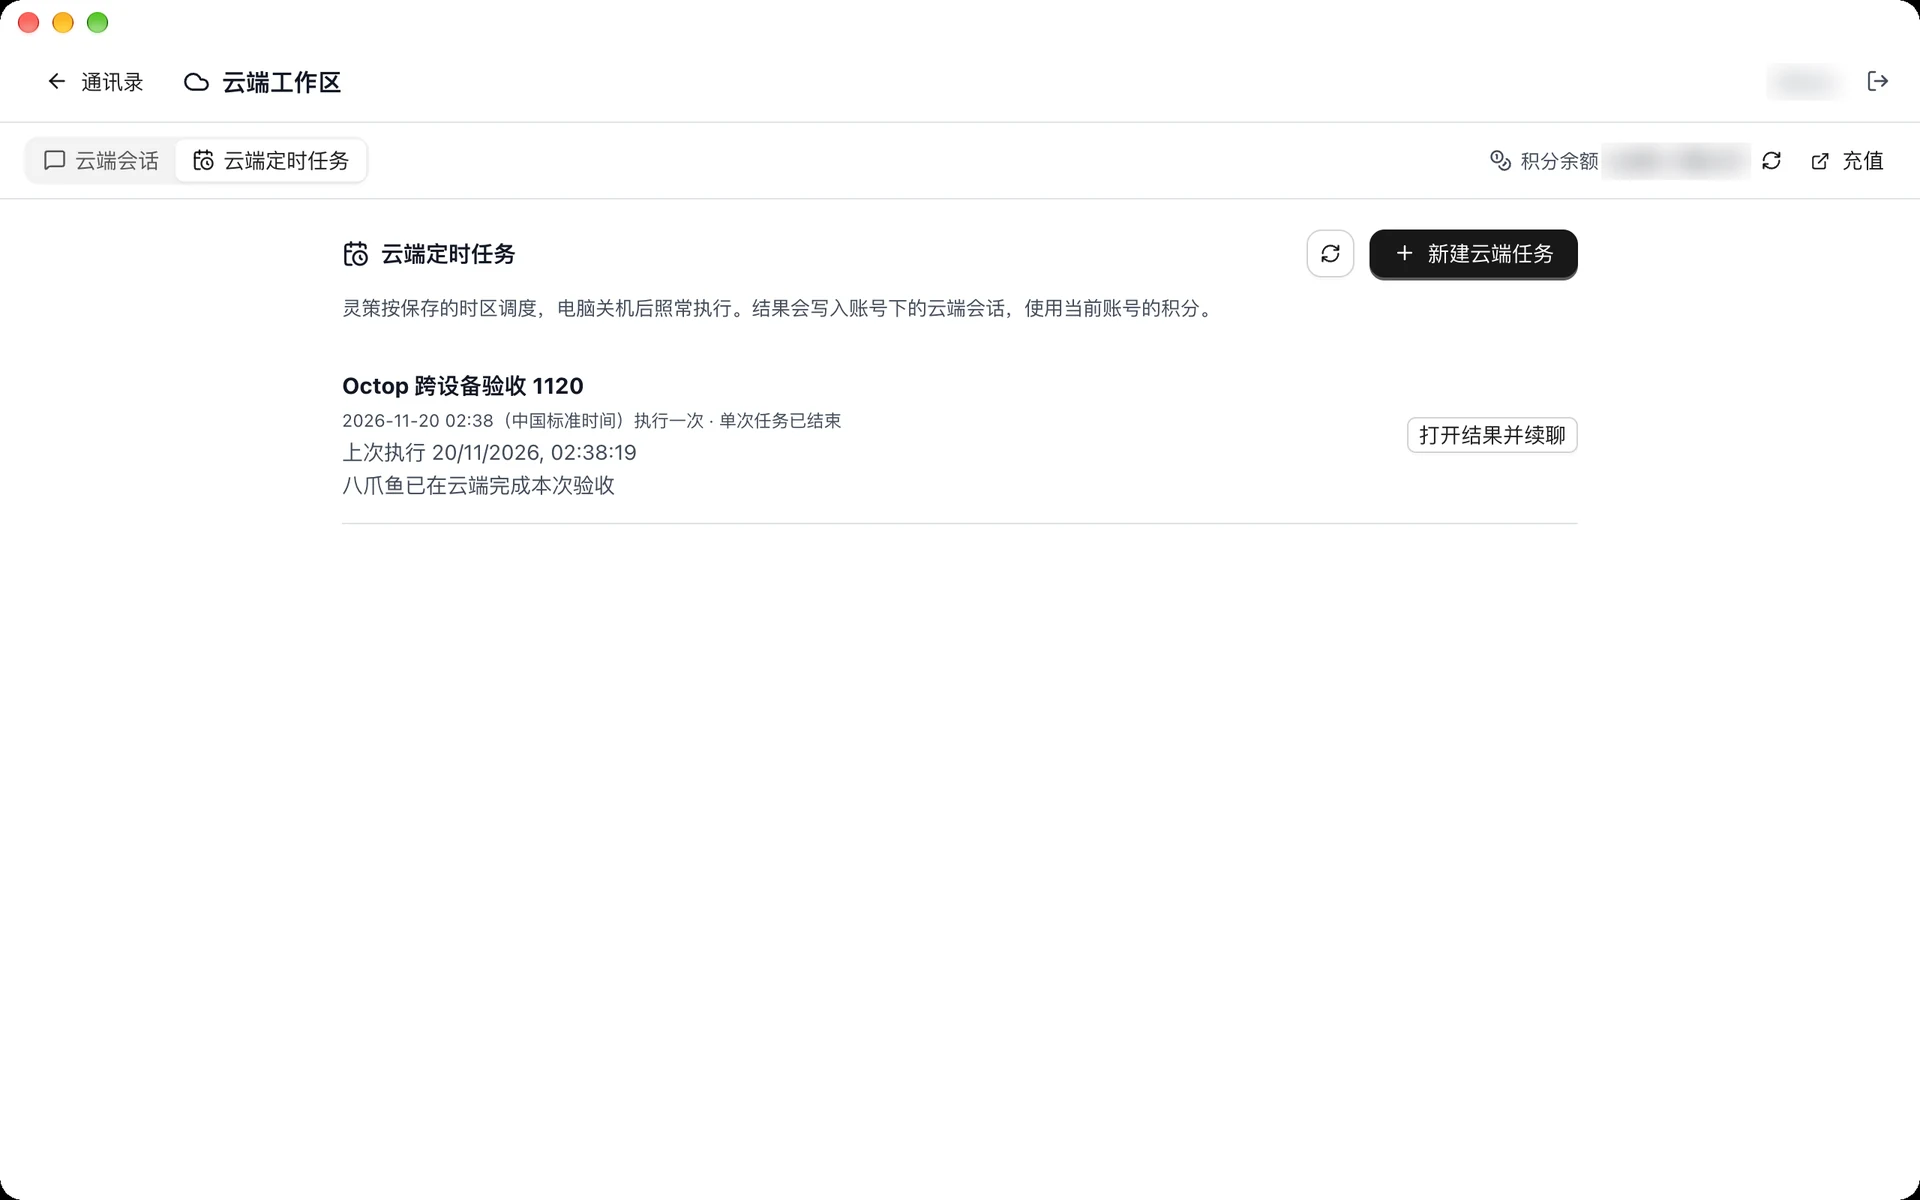 通讯录
云端工作区
云端会话
云端定时任务
积分余额
充值
云端定时任务
新建云端任务
灵策按保存的时区调度，电脑关机后照常执行。结果会写入账号下的云端会话，使用当前账号的积分。
Octop 跨设备验收 1120
2026-11-20 02:38（中国标准时间）执行一次 · 单次任务已结束
上次执行 20/11/2026, 02:38:19
八爪鱼已在云端完成本次验收
打开结果并续聊